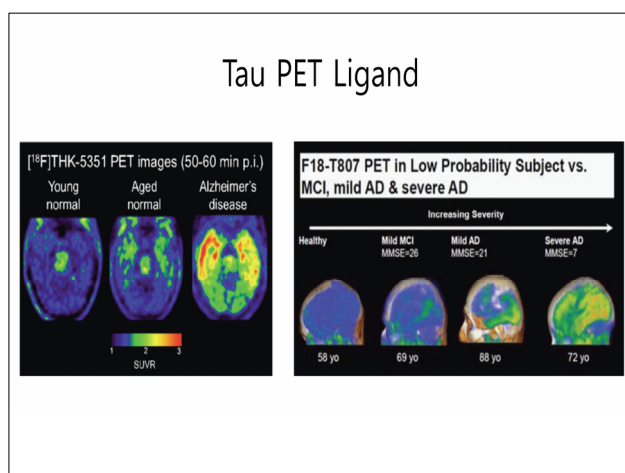 Tau PET Ligand
[¹⁸F]THK-5351 PET images (50-60 min p.i.)
Young normal
Aged normal
Alzheimer's disease
1 2 3
SUVR
F18-T807 PET in Low Probability Subject vs.
MCI, mild AD & severe AD
Increasing Severity
Healthy
Mild MCI
MMSE=26
Mild AD
MMSE=21
Severe AD
MMSE=7
58 yo
69 yo
88 yo
72 yo